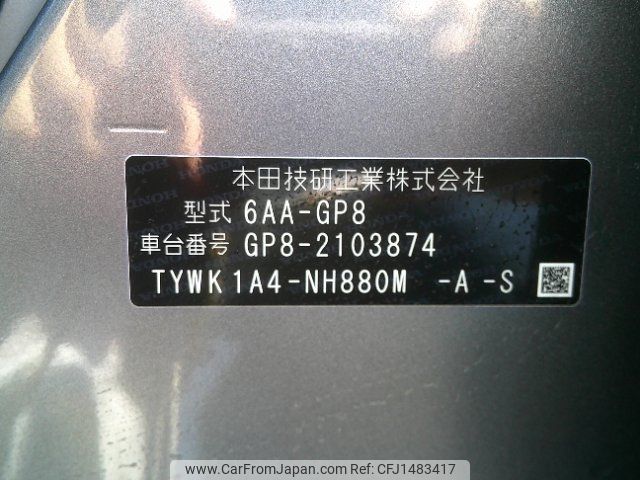 本田技研工業株式会社
型式 6AA-GP8
車台番号 GP8-2103874
TYWK1A4-NH880M -A -S
www.CarFromJapan.com - CFJ1483417